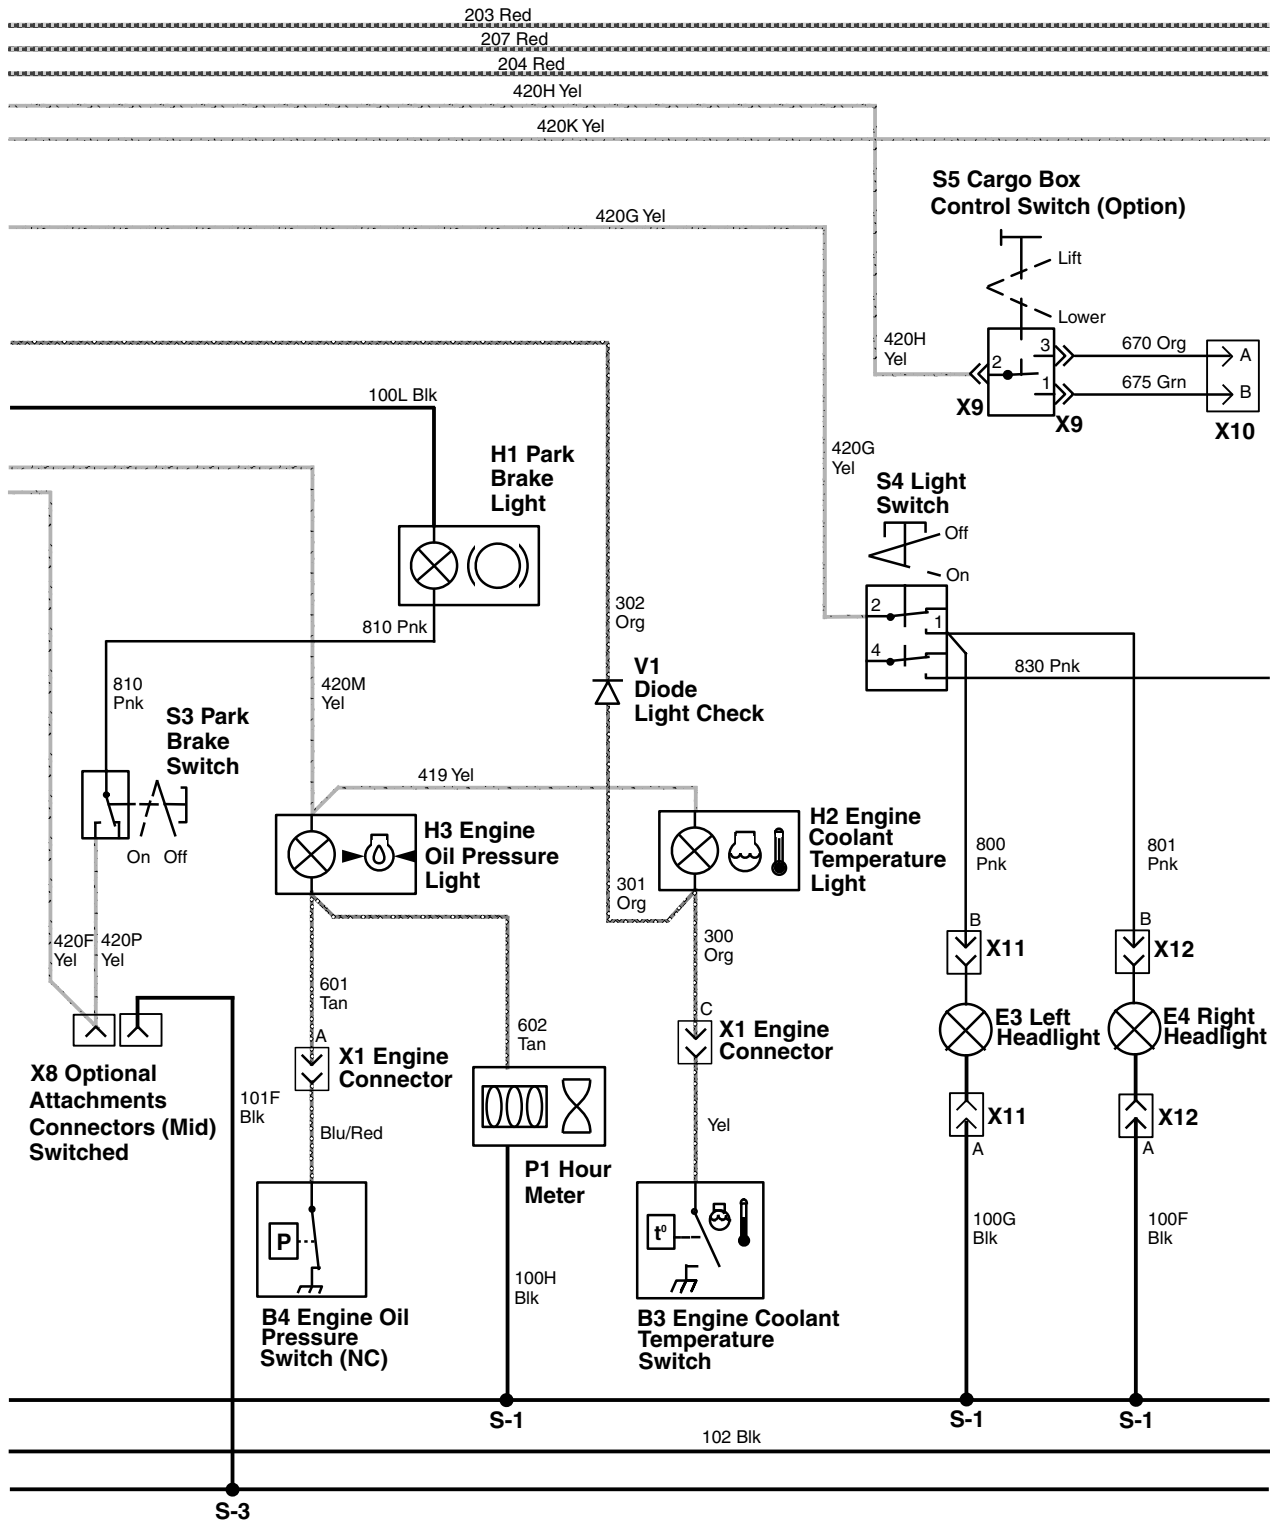 203 Red
207 Red
204 Red
420H Yel
420K Yel
S5 Cargo Box
Control Switch (Option)
420G Yel
Lift
Lower
420H
Yel
2
3
1
670 Org
675 Grn
A
B
X9
X9
X10
100L Blk
H1 Park
Brake
Light
420G
Yel
S4 Light
Switch
Off
On
2
1
4
830 Pnk
810 Pnk
302
Org
V1
Diode
Light Check
810
Pnk
420M
Yel
S3 Park
Brake
Switch
On Off
419 Yel
H3 Engine
Oil Pressure
Light
H2 Engine
Coolant
Temperature
Light
301
Org
300
Org
800
Pnk
801
Pnk
420F
Yel
420P
Yel
B
X11
B
X12
601
Tan
602
Tan
A
X1 Engine
Connector
C
X1 Engine
Connector
E3 Left
Headlight
E4 Right
Headlight
X8 Optional
Attachments
Connectors (Mid)
Switched
101F
Blk
Blu/Red
Yel
X11
A
X12
A
P1 Hour
Meter
P
t⁰
100G
Blk
100F
Blk
100H
Blk
B4 Engine Oil
Pressure
Switch (NC)
B3 Engine Coolant
Temperature
Switch
S-1
S-1
S-1
102 Blk
S-3